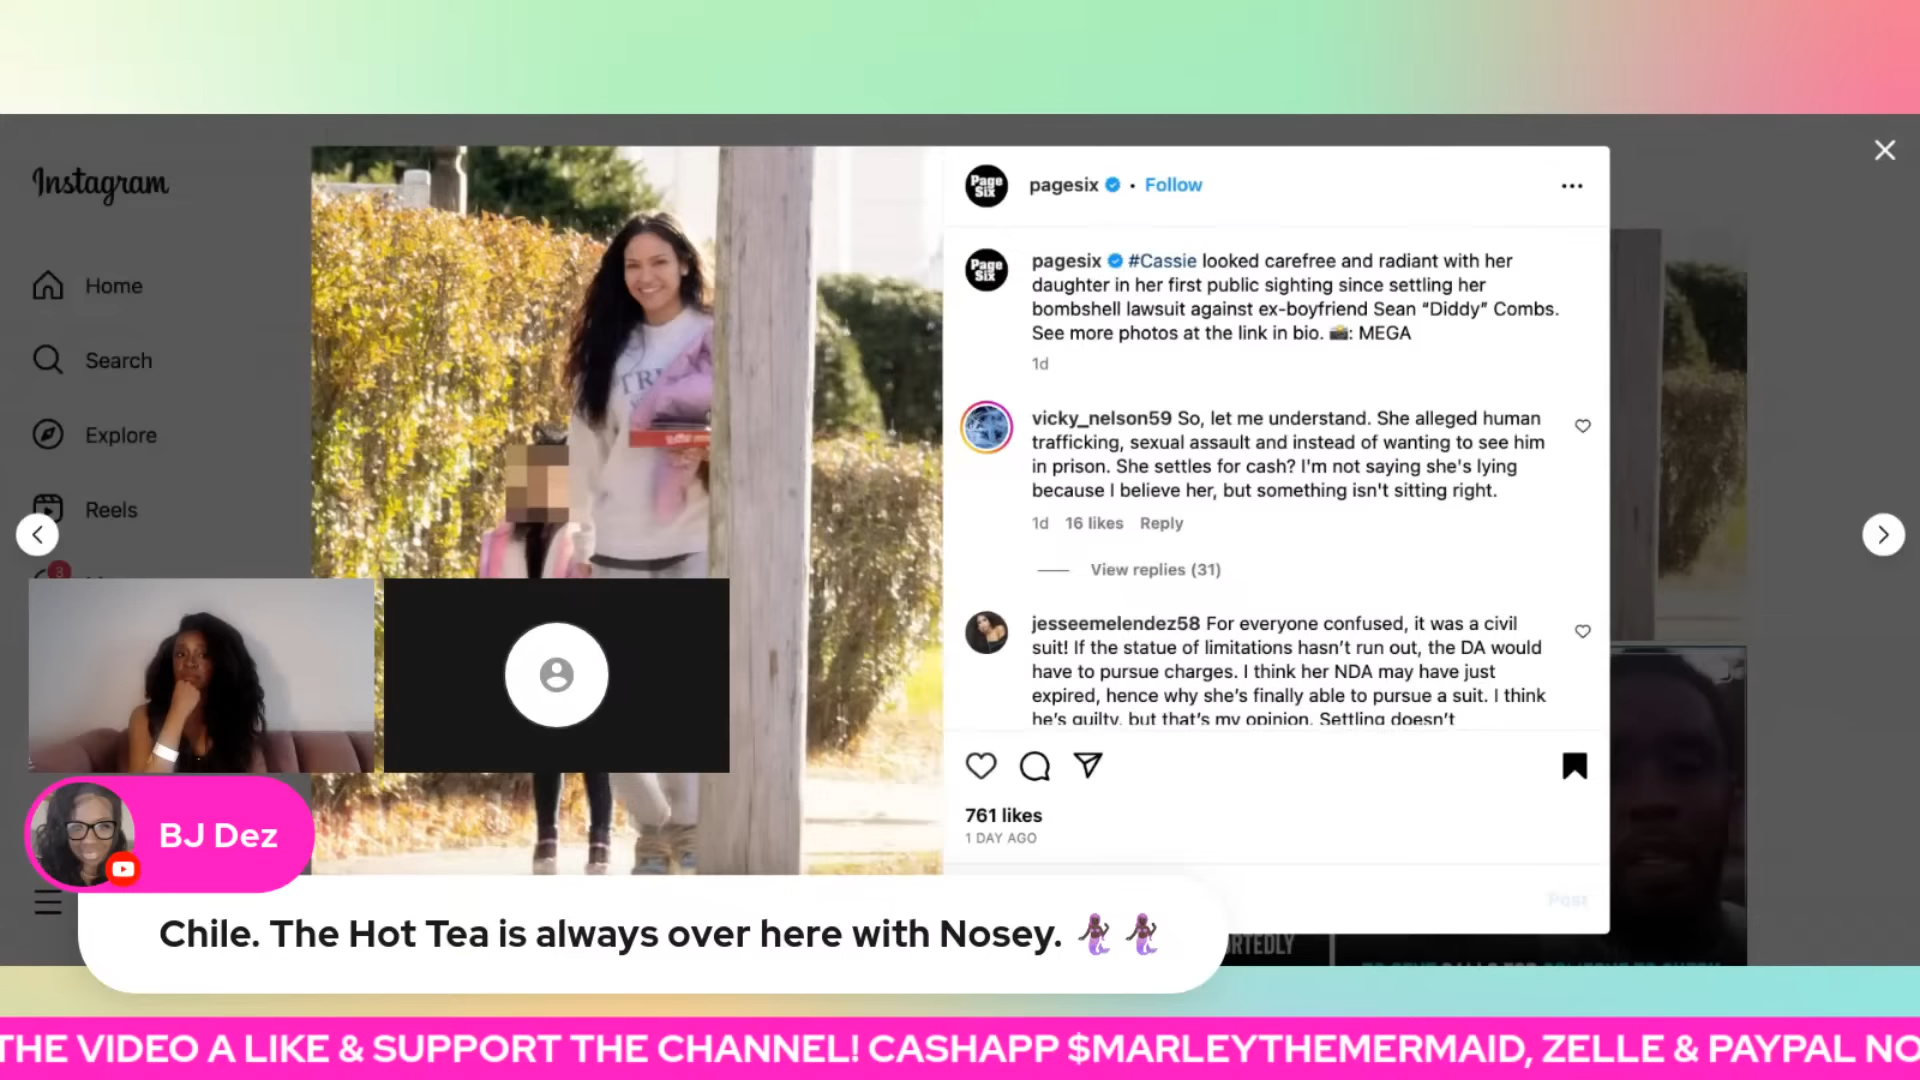 Instagram
Home
Search
Explore
Reels
3
Page
Six
pagesix • Follow
Page
Six
pagesix #Cassie looked carefree and radiant with her
daughter in her first public sighting since settling her
bombshell lawsuit against ex-boyfriend Sean “Diddy” Combs.
See more photos at the link in bio. 📸: MEGA
1d
vicky_nelson59 So, let me understand. She alleged human
trafficking, sexual assault and instead of wanting to see him
in prison. She settles for cash? I'm not saying she's lying
because I believe her, but something isn't sitting right.
1d 16 likes Reply
View replies (31)
jesseemelendez58 For everyone confused, it was a civil
suit! If the statue of limitations hasn’t run out, the DA would
have to pursue charges. I think her NDA may have just
expired, hence why she’s finally able to pursue a suit. I think
he’s guilty, but that’s my opinion. Settling doesn’t
761 likes
1 DAY AGO
Post
BJ Dez
Chile. The Hot Tea is always over here with Nosey. 🧜🏿‍♀️ 🧜🏿‍♀️
RTEDLY
THE VIDEO A LIKE & SUPPORT THE CHANNEL! CASHAPP $MARLEYTHEMERMAID, ZELLE & PAYPAL NO